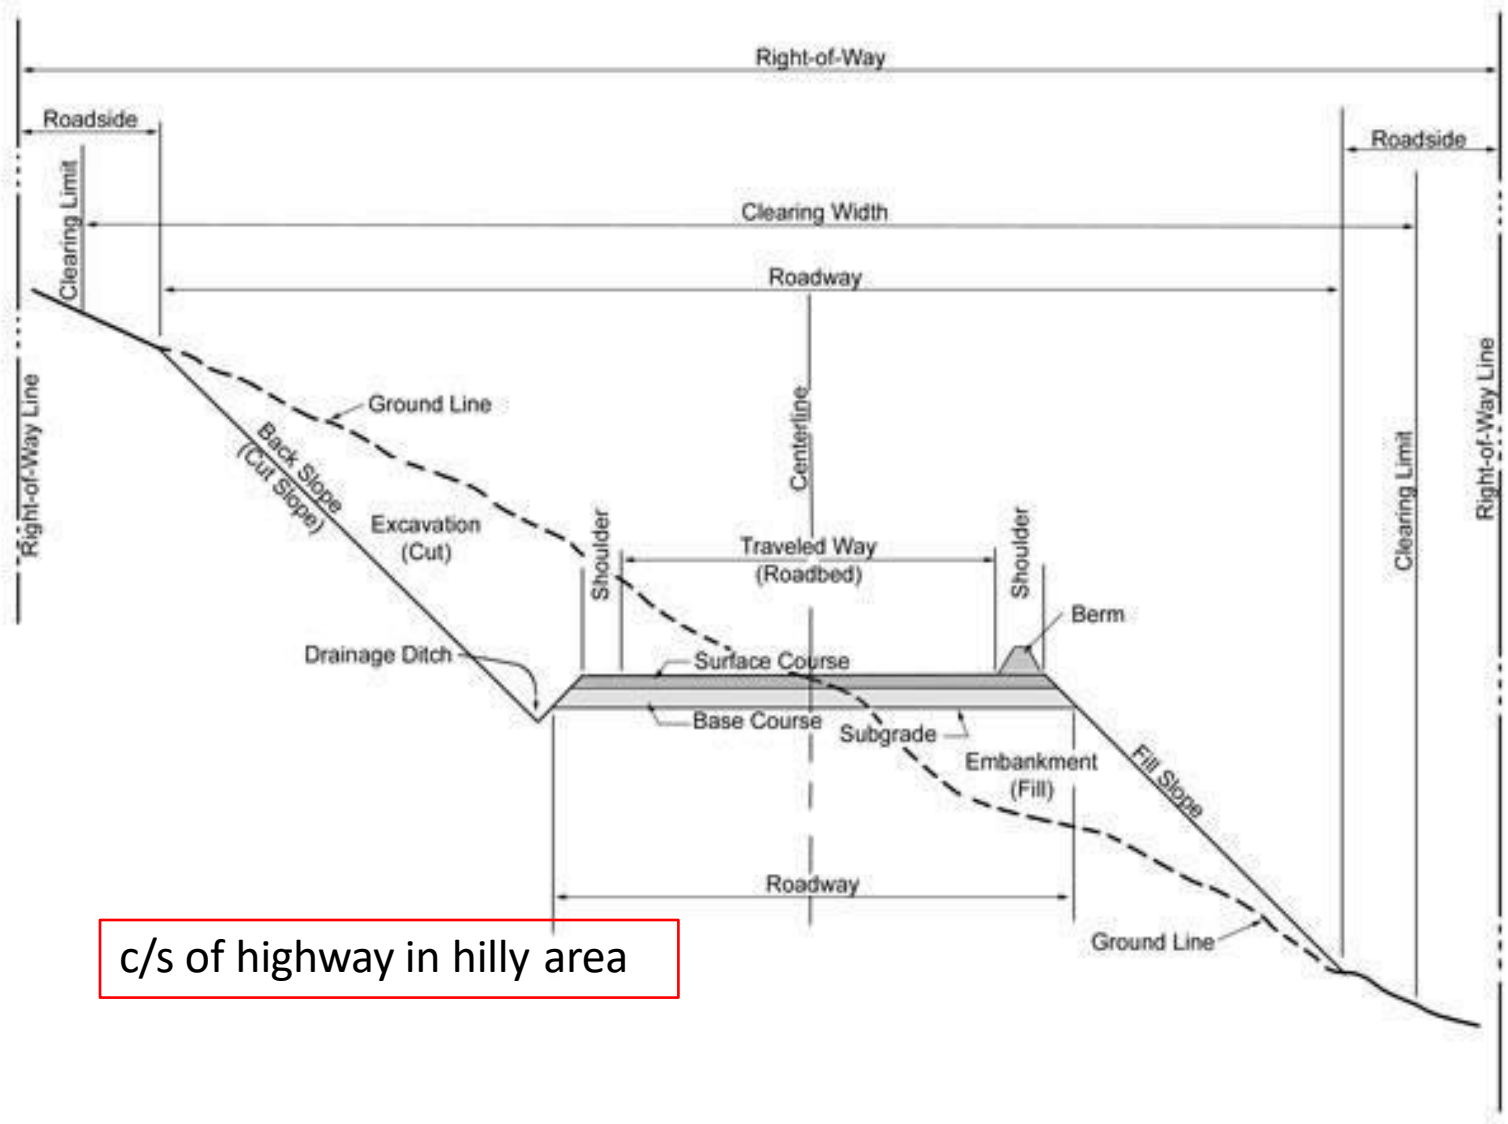 Right-of-Way
Roadside
Roadside
Clearing Limit
Clearing Width
Roadway
Ground Line
Right-of-Way Line
Back Slope
(Cut Slope)
Excavation
(Cut)
Centerline
Shoulder
Traveled Way
(Roadbed)
Shoulder
Clearing Limit
Right-of-Way Line
Berm
Drainage Ditch
Surface Course
Base Course
Subgrade
Embankment
(Fill)
Fill Slope
Roadway
Ground Line
c/s of highway in hilly area